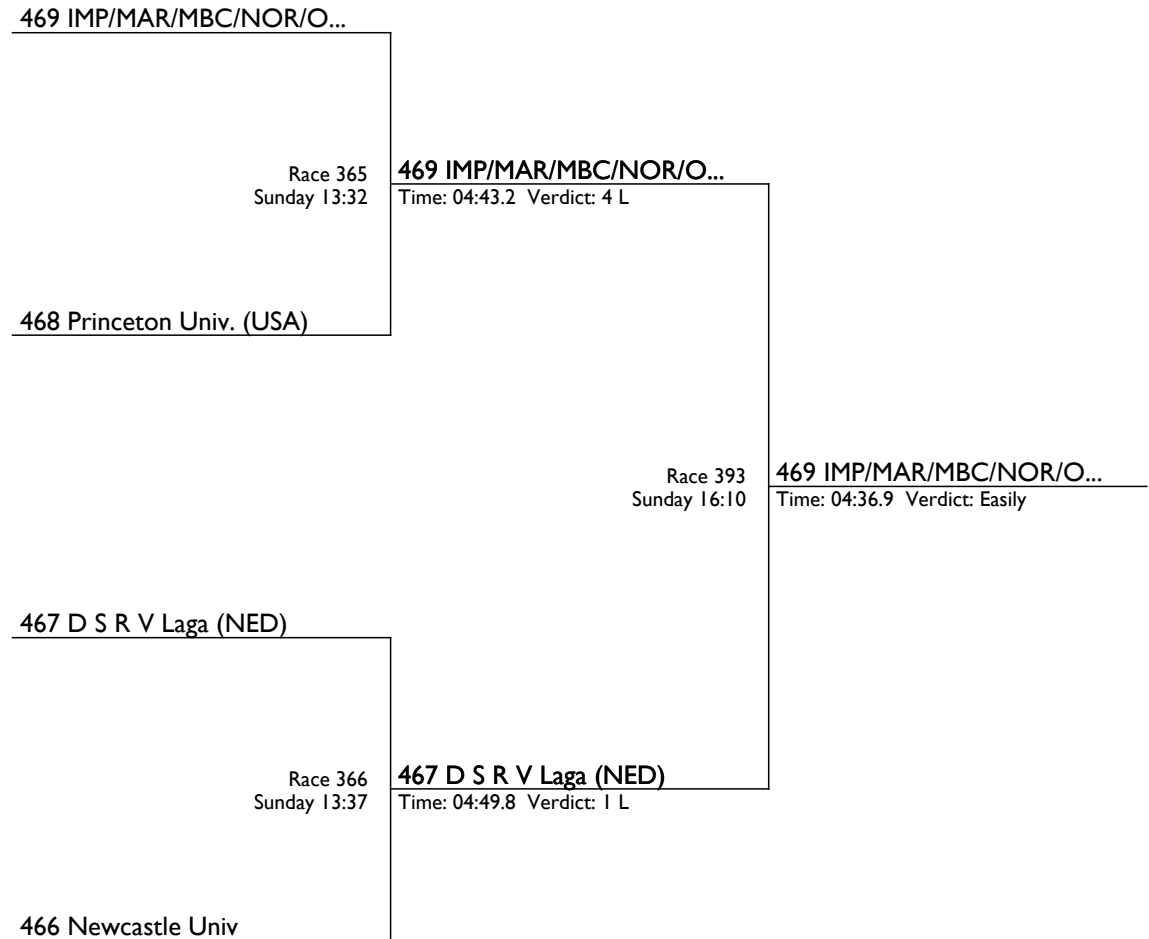 469 IMP/MAR/MBC/NOR/O...
Race 365
Sunday 13:32
469 IMP/MAR/MBC/NOR/O...
Time: 04:43.2 Verdict: 4 L
468 Princeton Univ. (USA)
Race 393
Sunday 16:10
469 IMP/MAR/MBC/NOR/O...
Time: 04:36.9 Verdict: Easily
467 D S R V Laga (NED)
Race 366
Sunday 13:37
467 D S R V Laga (NED)
Time: 04:49.8 Verdict: 1 L
466 Newcastle Univ